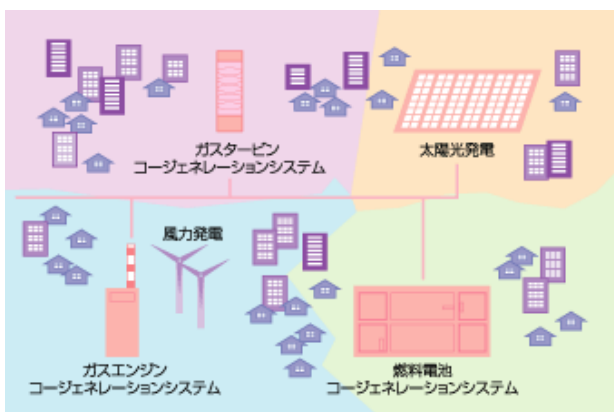 ガスタービン
コージェネレーションシステム
太陽光発電
風力発電
ガスエンジン
コージェネレーションシステム
燃料電池
コージェネレーションシステム